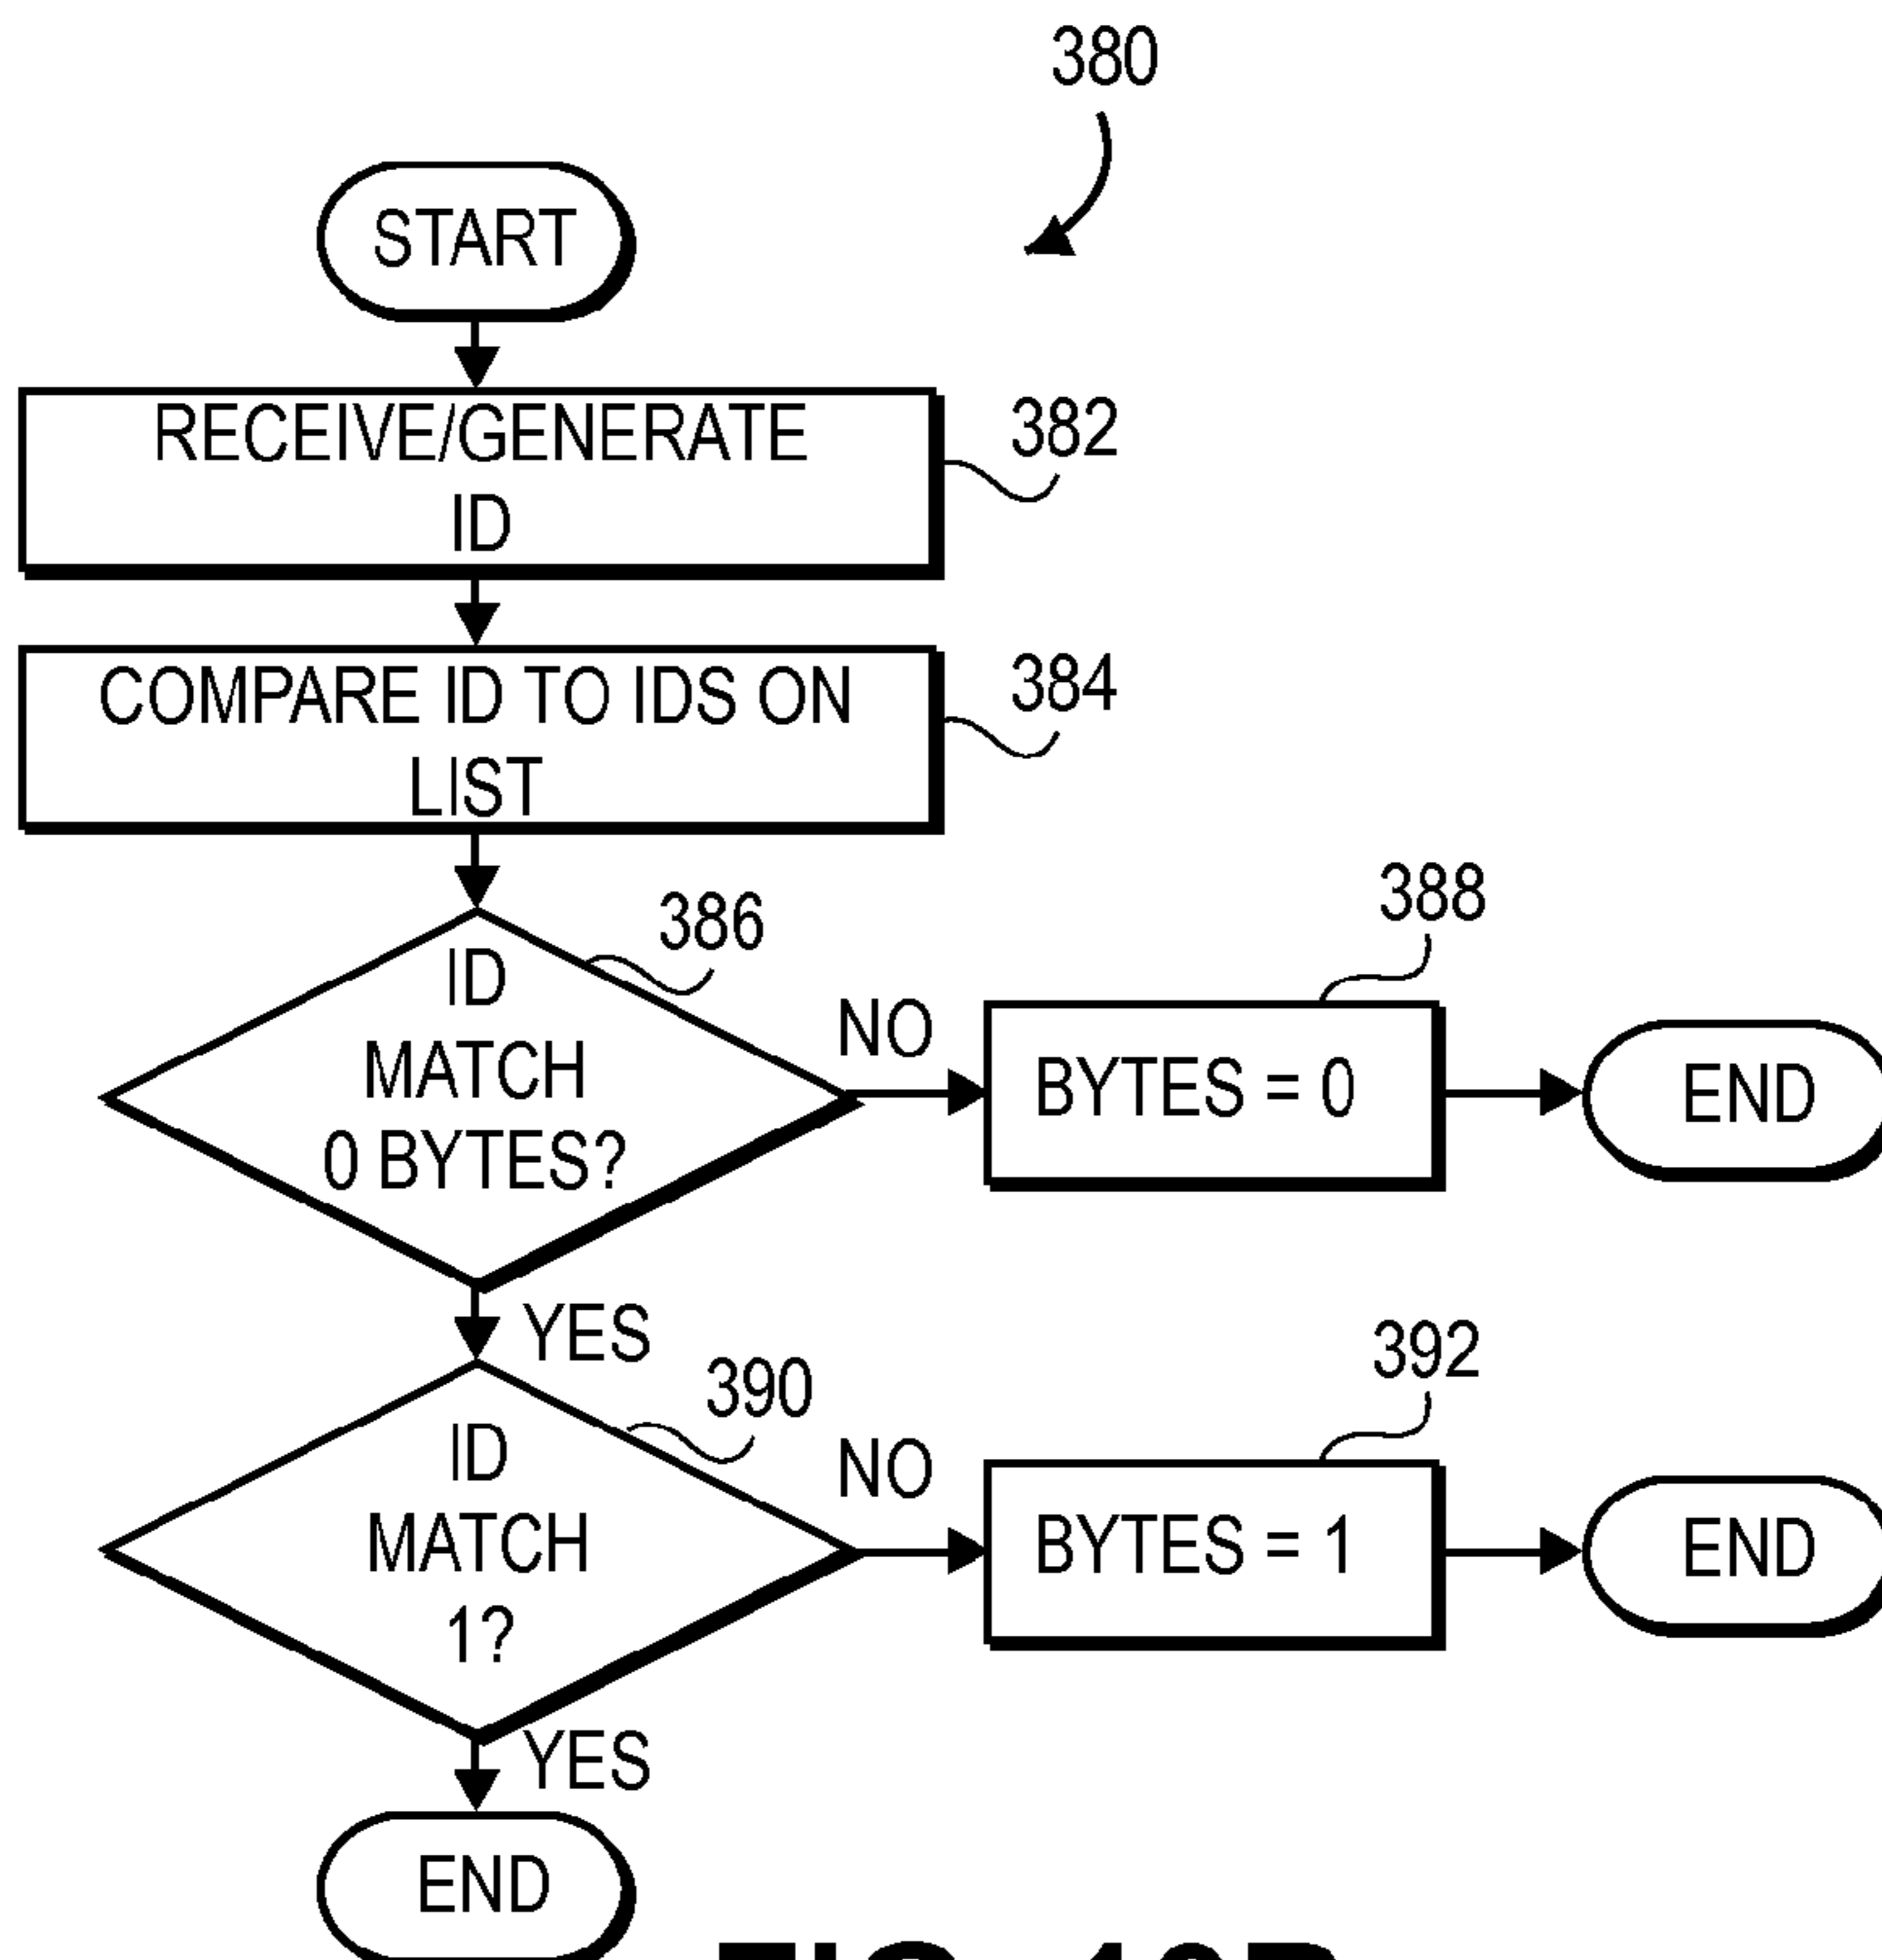 380
START
RECEIVE/GENERATE
ID
382
COMPARE ID TO IDS ON
LIST
384
ID
MATCH
0 BYTES?
386
NO
BYTES = 0
388
END
YES
ID
MATCH
1?
390
NO
BYTES = 1
392
END
YES
END